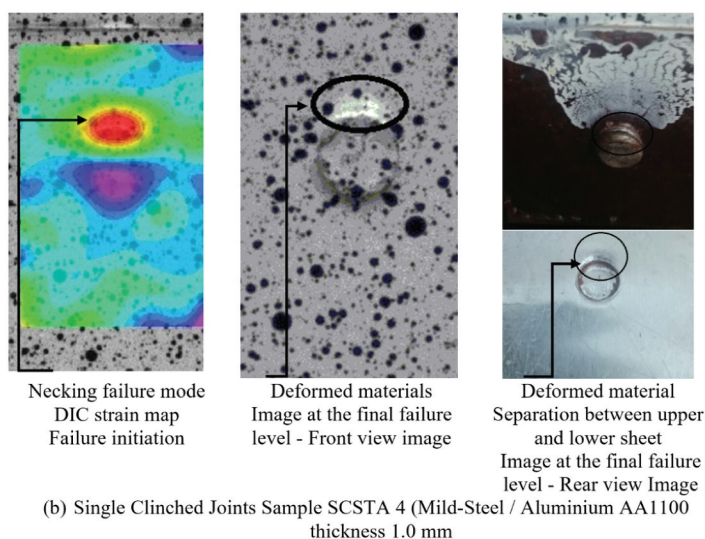 Necking failure mode
DIC strain map
Failure initiation
Deformed materials
Image at the final failure
level - Front view image
Deformed material
Separation between upper
and lower sheet
Image at the final failure
level - Rear view Image
(b) Single Clinched Joints Sample SCSTA 4 (Mild-Steel / Aluminium AA1100
thickness 1.0 mm